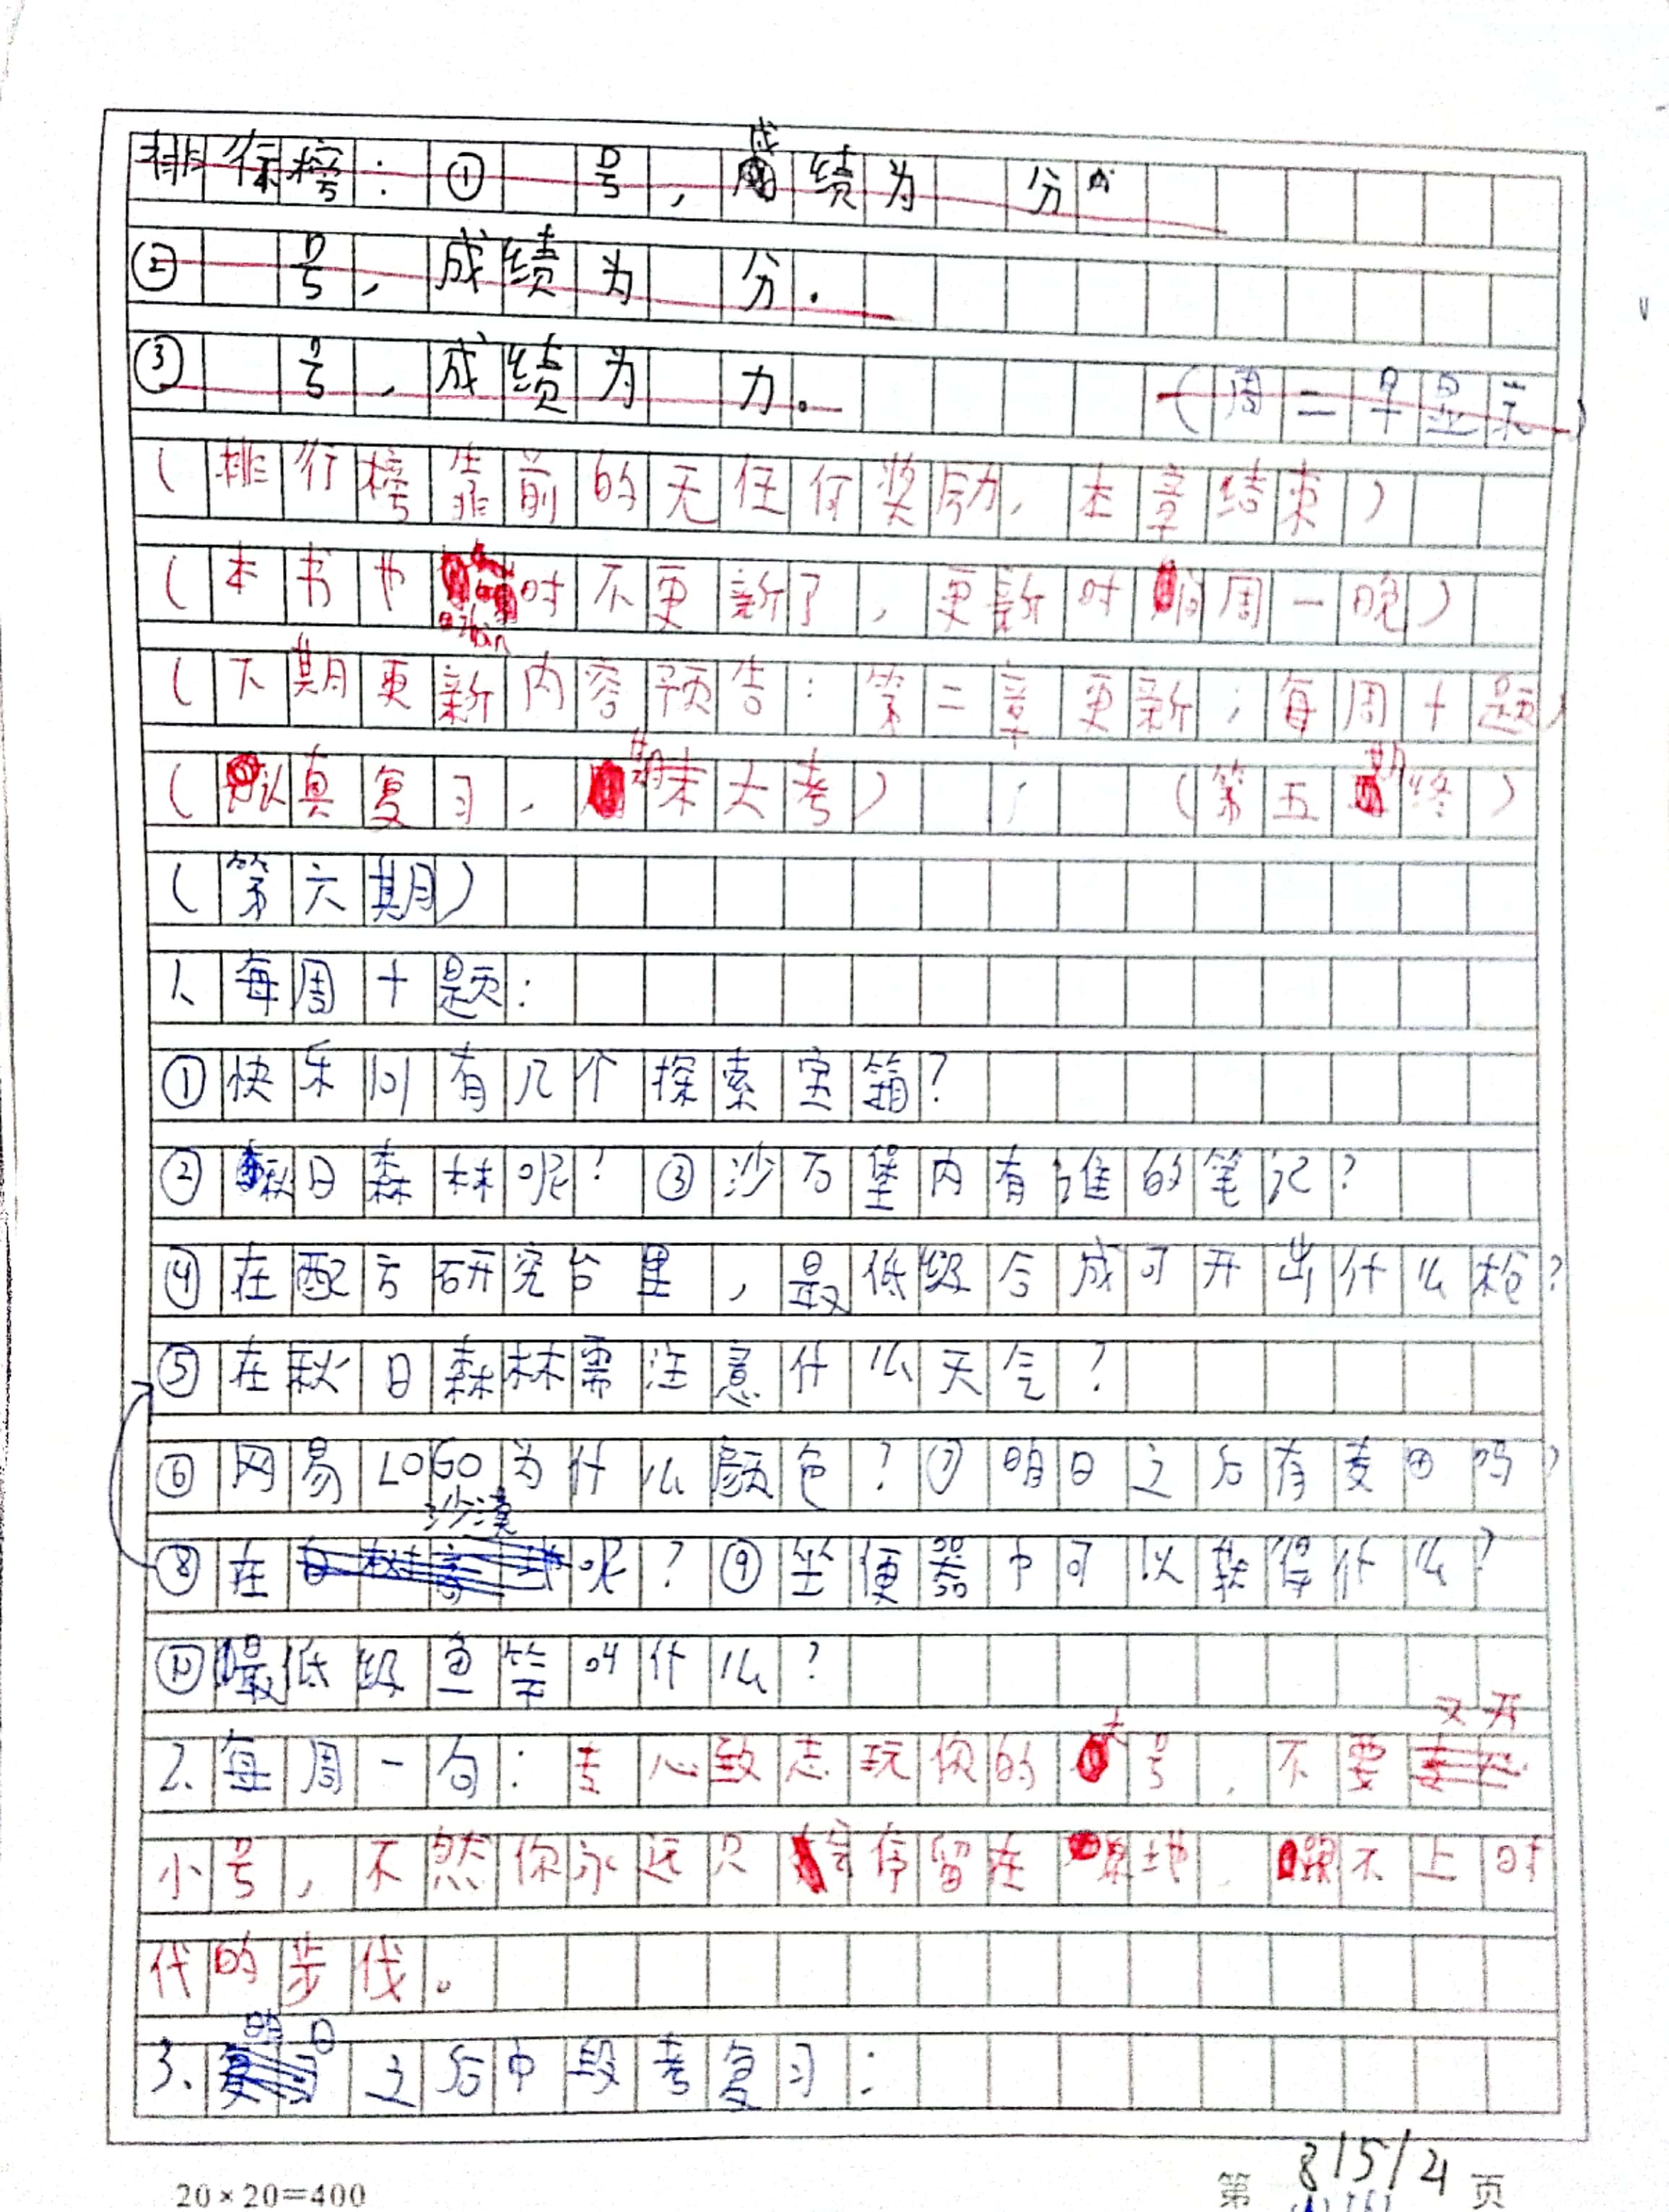 排行榜:① 号,成绩为 分。
② 号,成绩为 分.
③ 号,成绩为 力。 (周二早显示)
(排行榜靠前的无任何奖励,本章结束)
(本书也 时不更新了,更新时 周一晚)
(下期更新内容预告:第二章更新;每周十题)
(认真复习,期末大考) (第五期终)
(第六期)
1、每周十题:
①快乐101有几个探索宝箱?
②秋日森林呢?③沙石堡内有谁的笔记?
④在配方研究台里,最低级合成可开出什么枪?
⑤在秋日森林需注意什么天气?
⑥网易LOGO为什么颜色?⑦明日之后有麦田吗?
⑧在沙漠呢?⑨坐便器中可以获得什么?
⑩最低级鱼竿叫什么?
2.每周一句:专心致志玩你的大号,不要又开
小号,不然你永远只会停留在原地,跟不上时
代的步伐。
3.明日之后中段考复习:
20×20=400
第 8/5/4 页